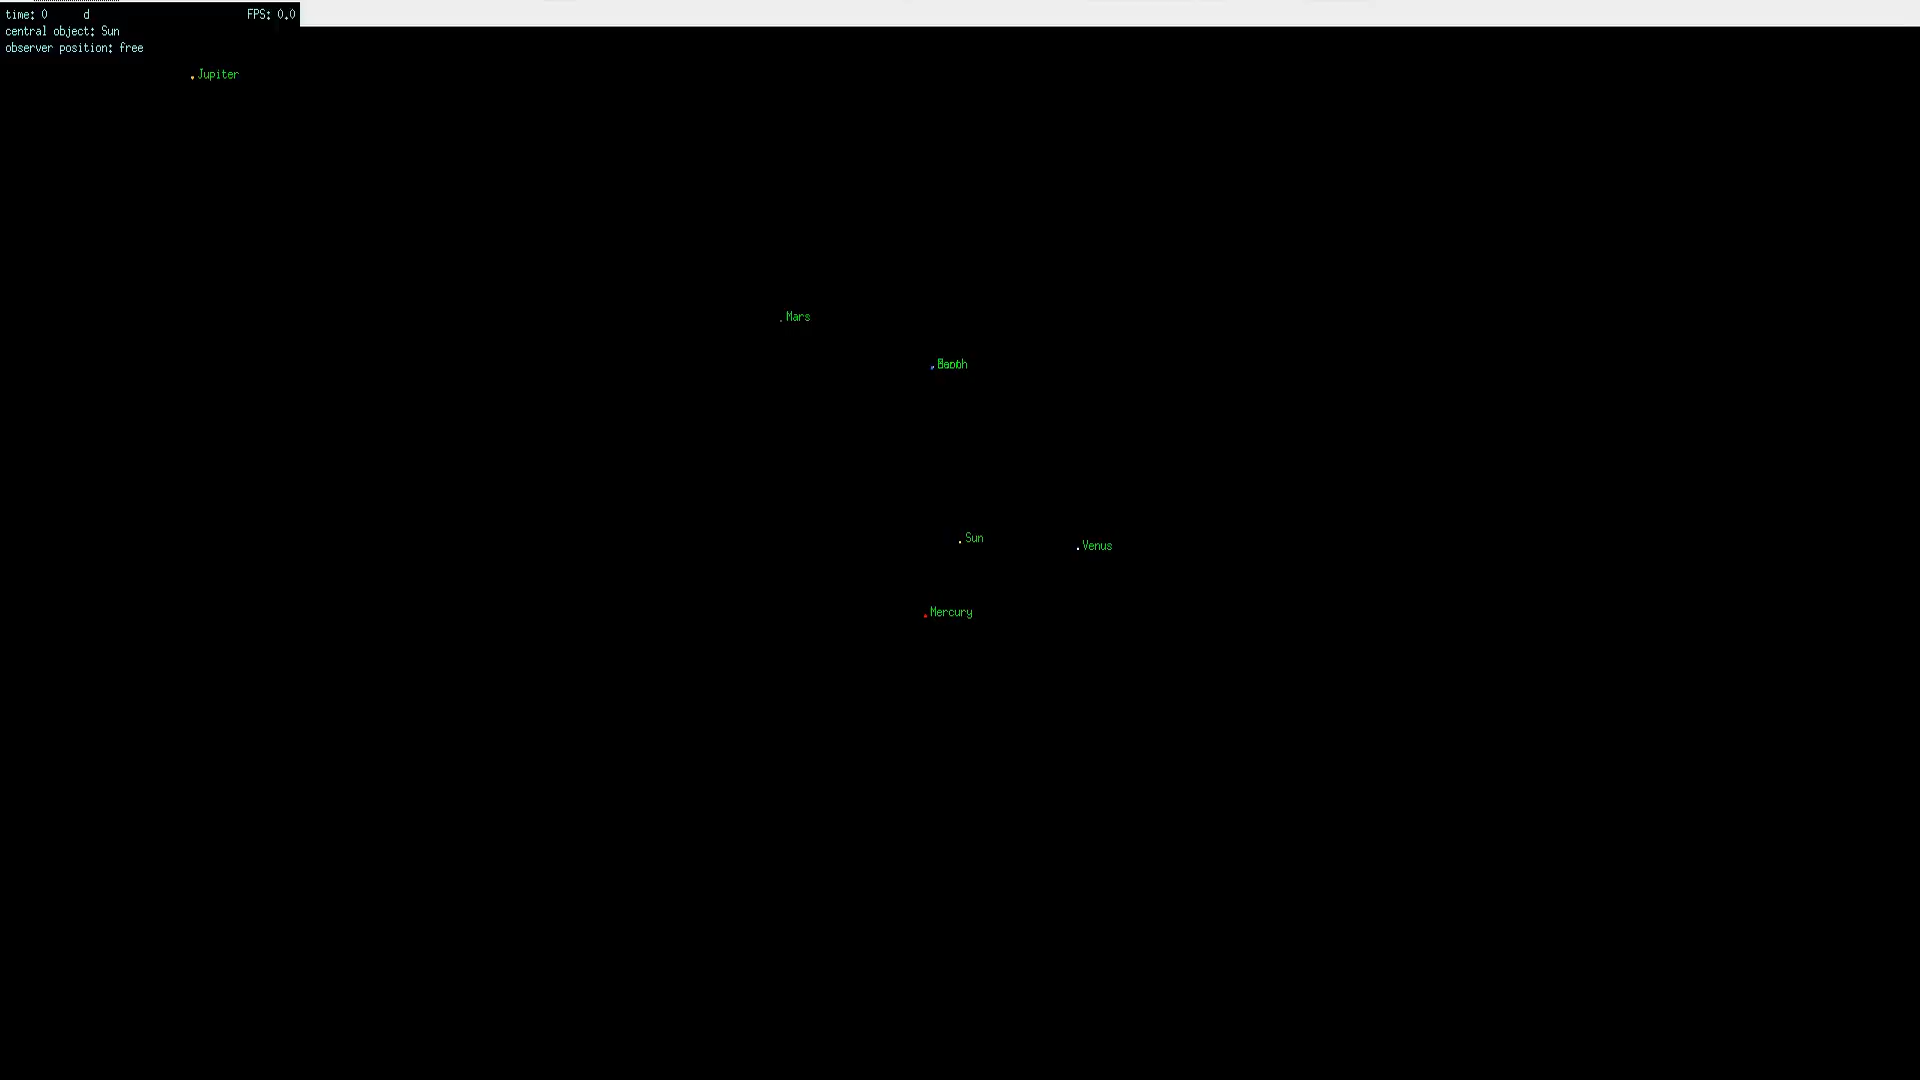 time: 0 d FPS: 0.0
central object: Sun
observer position: free
Jupiter
Mars
Sun
Venus
Mercury